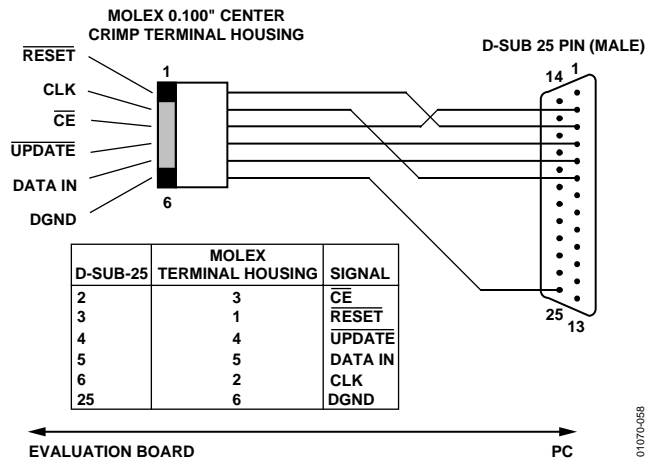 MOLEX 0.100" CENTER
CRIMP TERMINAL HOUSING
D-SUB 25 PIN (MALE)
RESET
CLK
CE
UPDATE
DATA IN
DGND
1
6
14 1
25 13
D-SUB-25 MOLEX TERMINAL HOUSING SIGNAL
2 3 CE
3 1 RESET
4 4 UPDATE
5 5 DATA IN
6 2 CLK
25 6 DGND
EVALUATION BOARD PC
01070-058